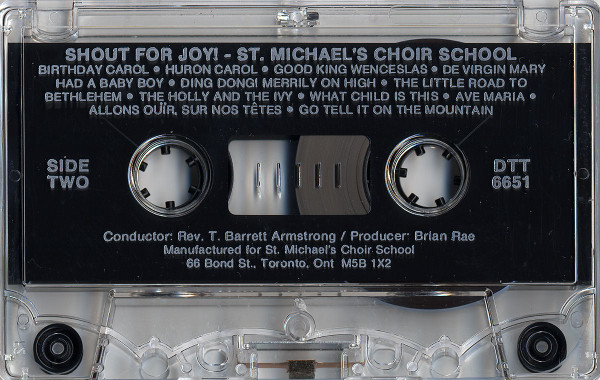 SHOUT FOR JOY! - ST. MICHAEL'S CHOIR SCHOOL
BIRTHDAY CAROL • HURON CAROL • GOOD KING WENCESLAS • DE VIRGIN MARY
HAD A BABY BOY • DING DONG! MERRILY ON HIGH • THE LITTLE ROAD TO
BETHLEHEM • THE HOLLY AND THE IVY • WHAT CHILD IS THIS • AVE MARIA •
ALLONS OUÏR, SUR NOS TÊTES • GO TELL IT ON THE MOUNTAIN
SIDE
TWO
DTT
6651
Conductor: Rev. T. Barrett Armstrong / Producer: Brian Rae
Manufactured for St. Michael's Choir School
66 Bond St., Toronto, Ont M5B 1X2